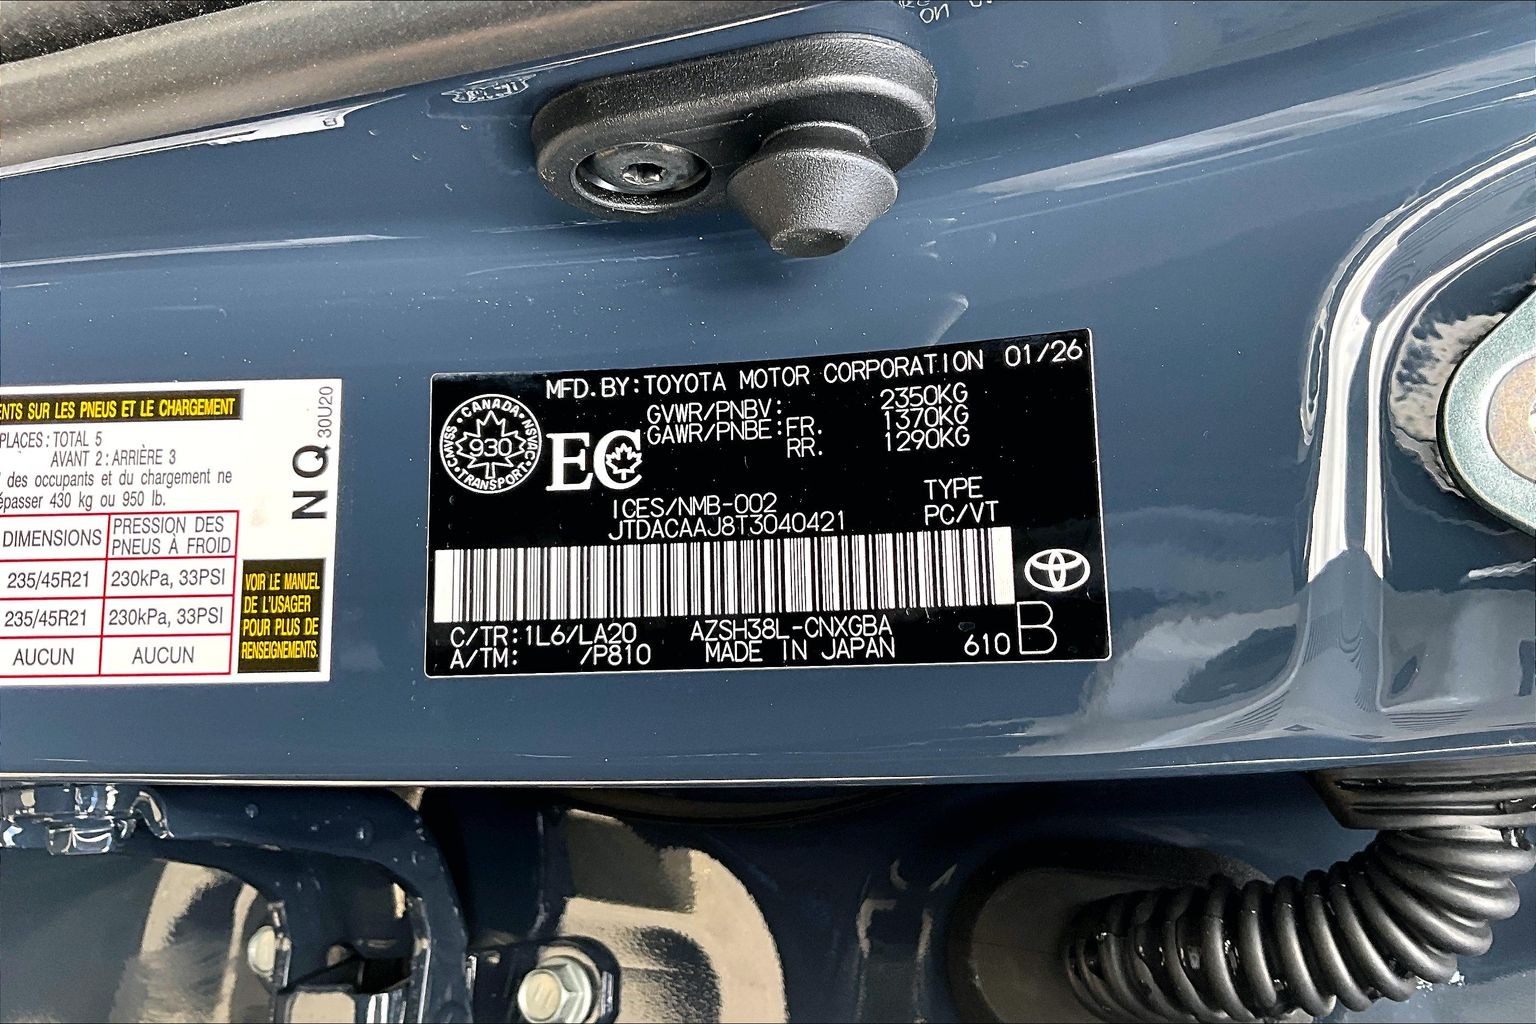 ON
ENTS SUR LES PNEUS ET LE CHARGEMENT
PLACES: TOTAL 5
AVANT 2: ARRIÈRE 3
des occupants et du chargement ne
épasser 430 kg ou 950 lb.
DIMENSIONS PRESSION DES PNEUS À FROID
235/45R21 230kPa, 33PSI
235/45R21 230kPa, 33PSI
AUCUN AUCUN
30U20
NQ
VOIR LE MANUEL
DE L'USAGER
POUR PLUS DE
RENSEIGNEMENTS.
MFD. BY: TOYOTA MOTOR CORPORATION 01/26
GVWR/PNBV: 2350KG
GAWR/PNBE: FR. 1370KG
RR. 1290KG
CANADA
CMVSS 930 NSVAC
TRANSPORT
EC
ICES/NMB-002
JTDACAAJ8T3040421
TYPE
PC/VT
C/TR: 1L6/LA20 AZSH38L-CNXGBA
A/TM: /P810 MADE IN JAPAN
610 B